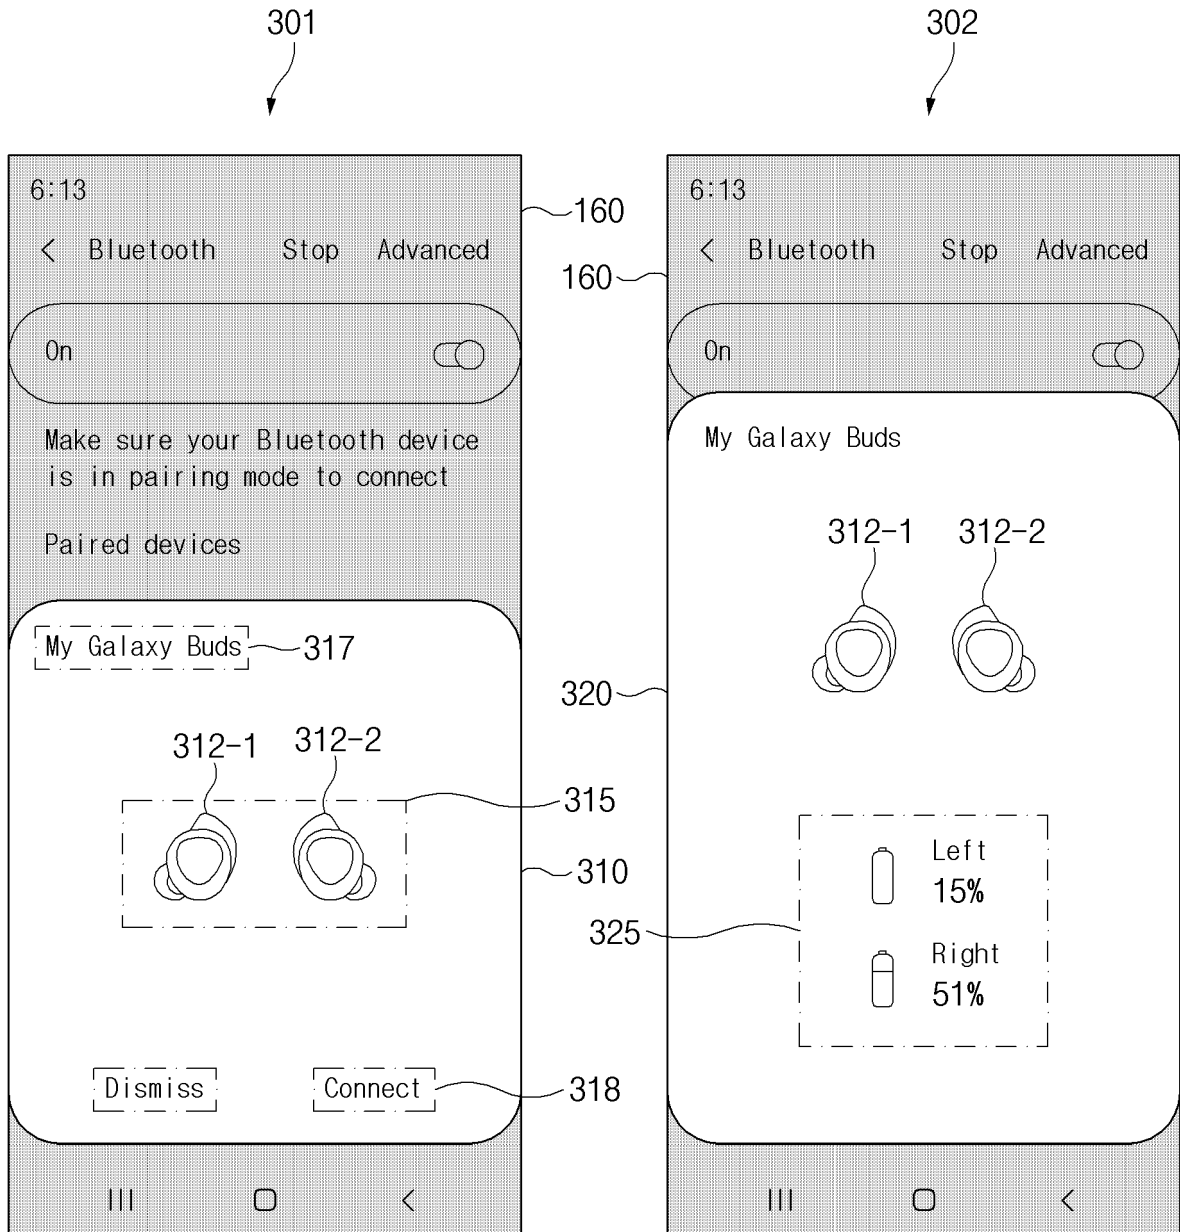 301
302
6:13
< Bluetooth Stop Advanced
160
On
Make sure your Bluetooth device
is in pairing mode to connect
Paired devices
My Galaxy Buds
317
312-1 312-2
315
310
Dismiss Connect
318
6:13
< Bluetooth Stop Advanced
160
On
My Galaxy Buds
312-1 312-2
320
Left
15%
325
Right
51%